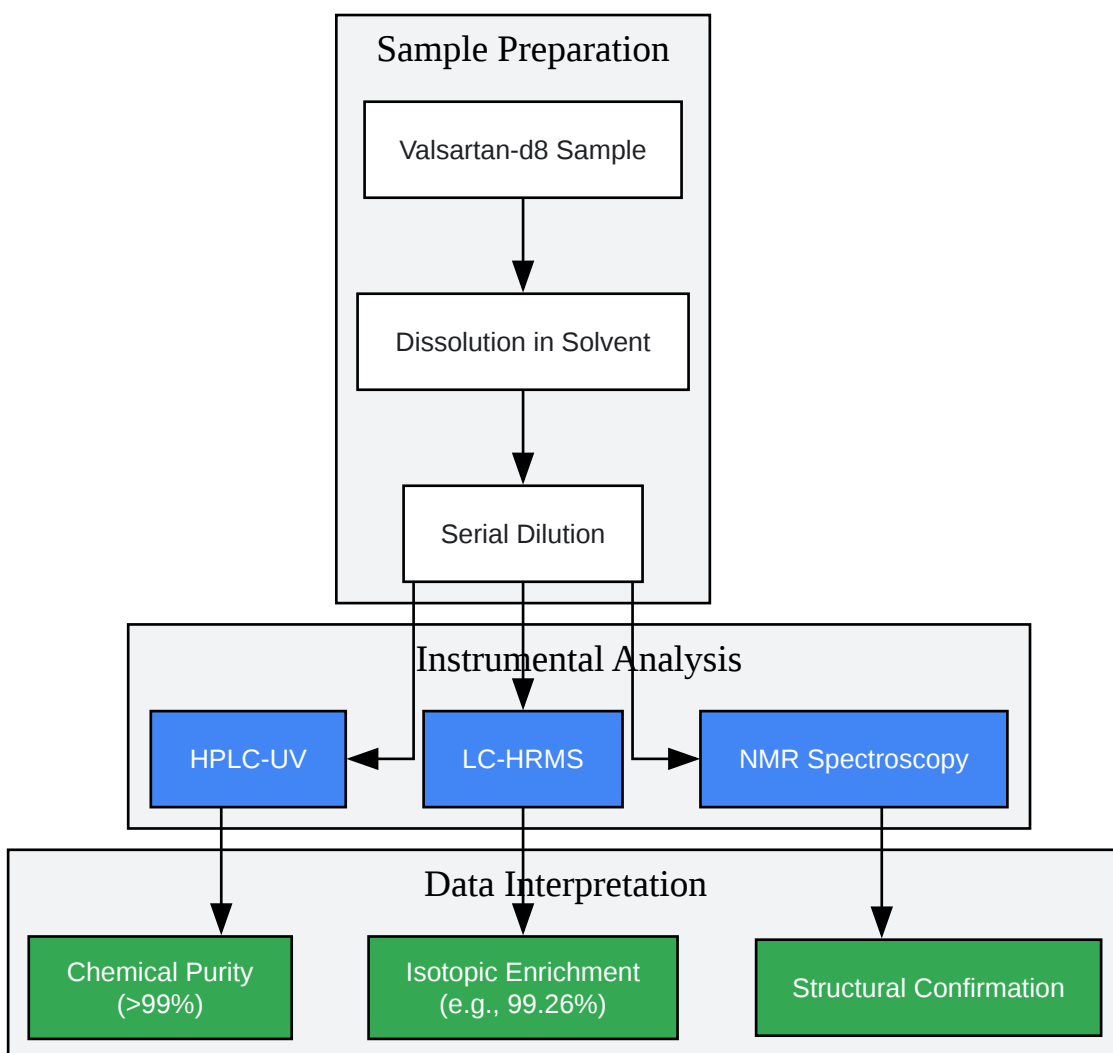 Sample Preparation
Valsartan-d8 Sample
Dissolution in Solvent
Serial Dilution
Instrumental Analysis
HPLC-UV
LC-HRMS
NMR Spectroscopy
Data Interpretation
Chemical Purity
(>99%)
Isotopic Enrichment
(e.g., 99.26%)
Structural Confirmation